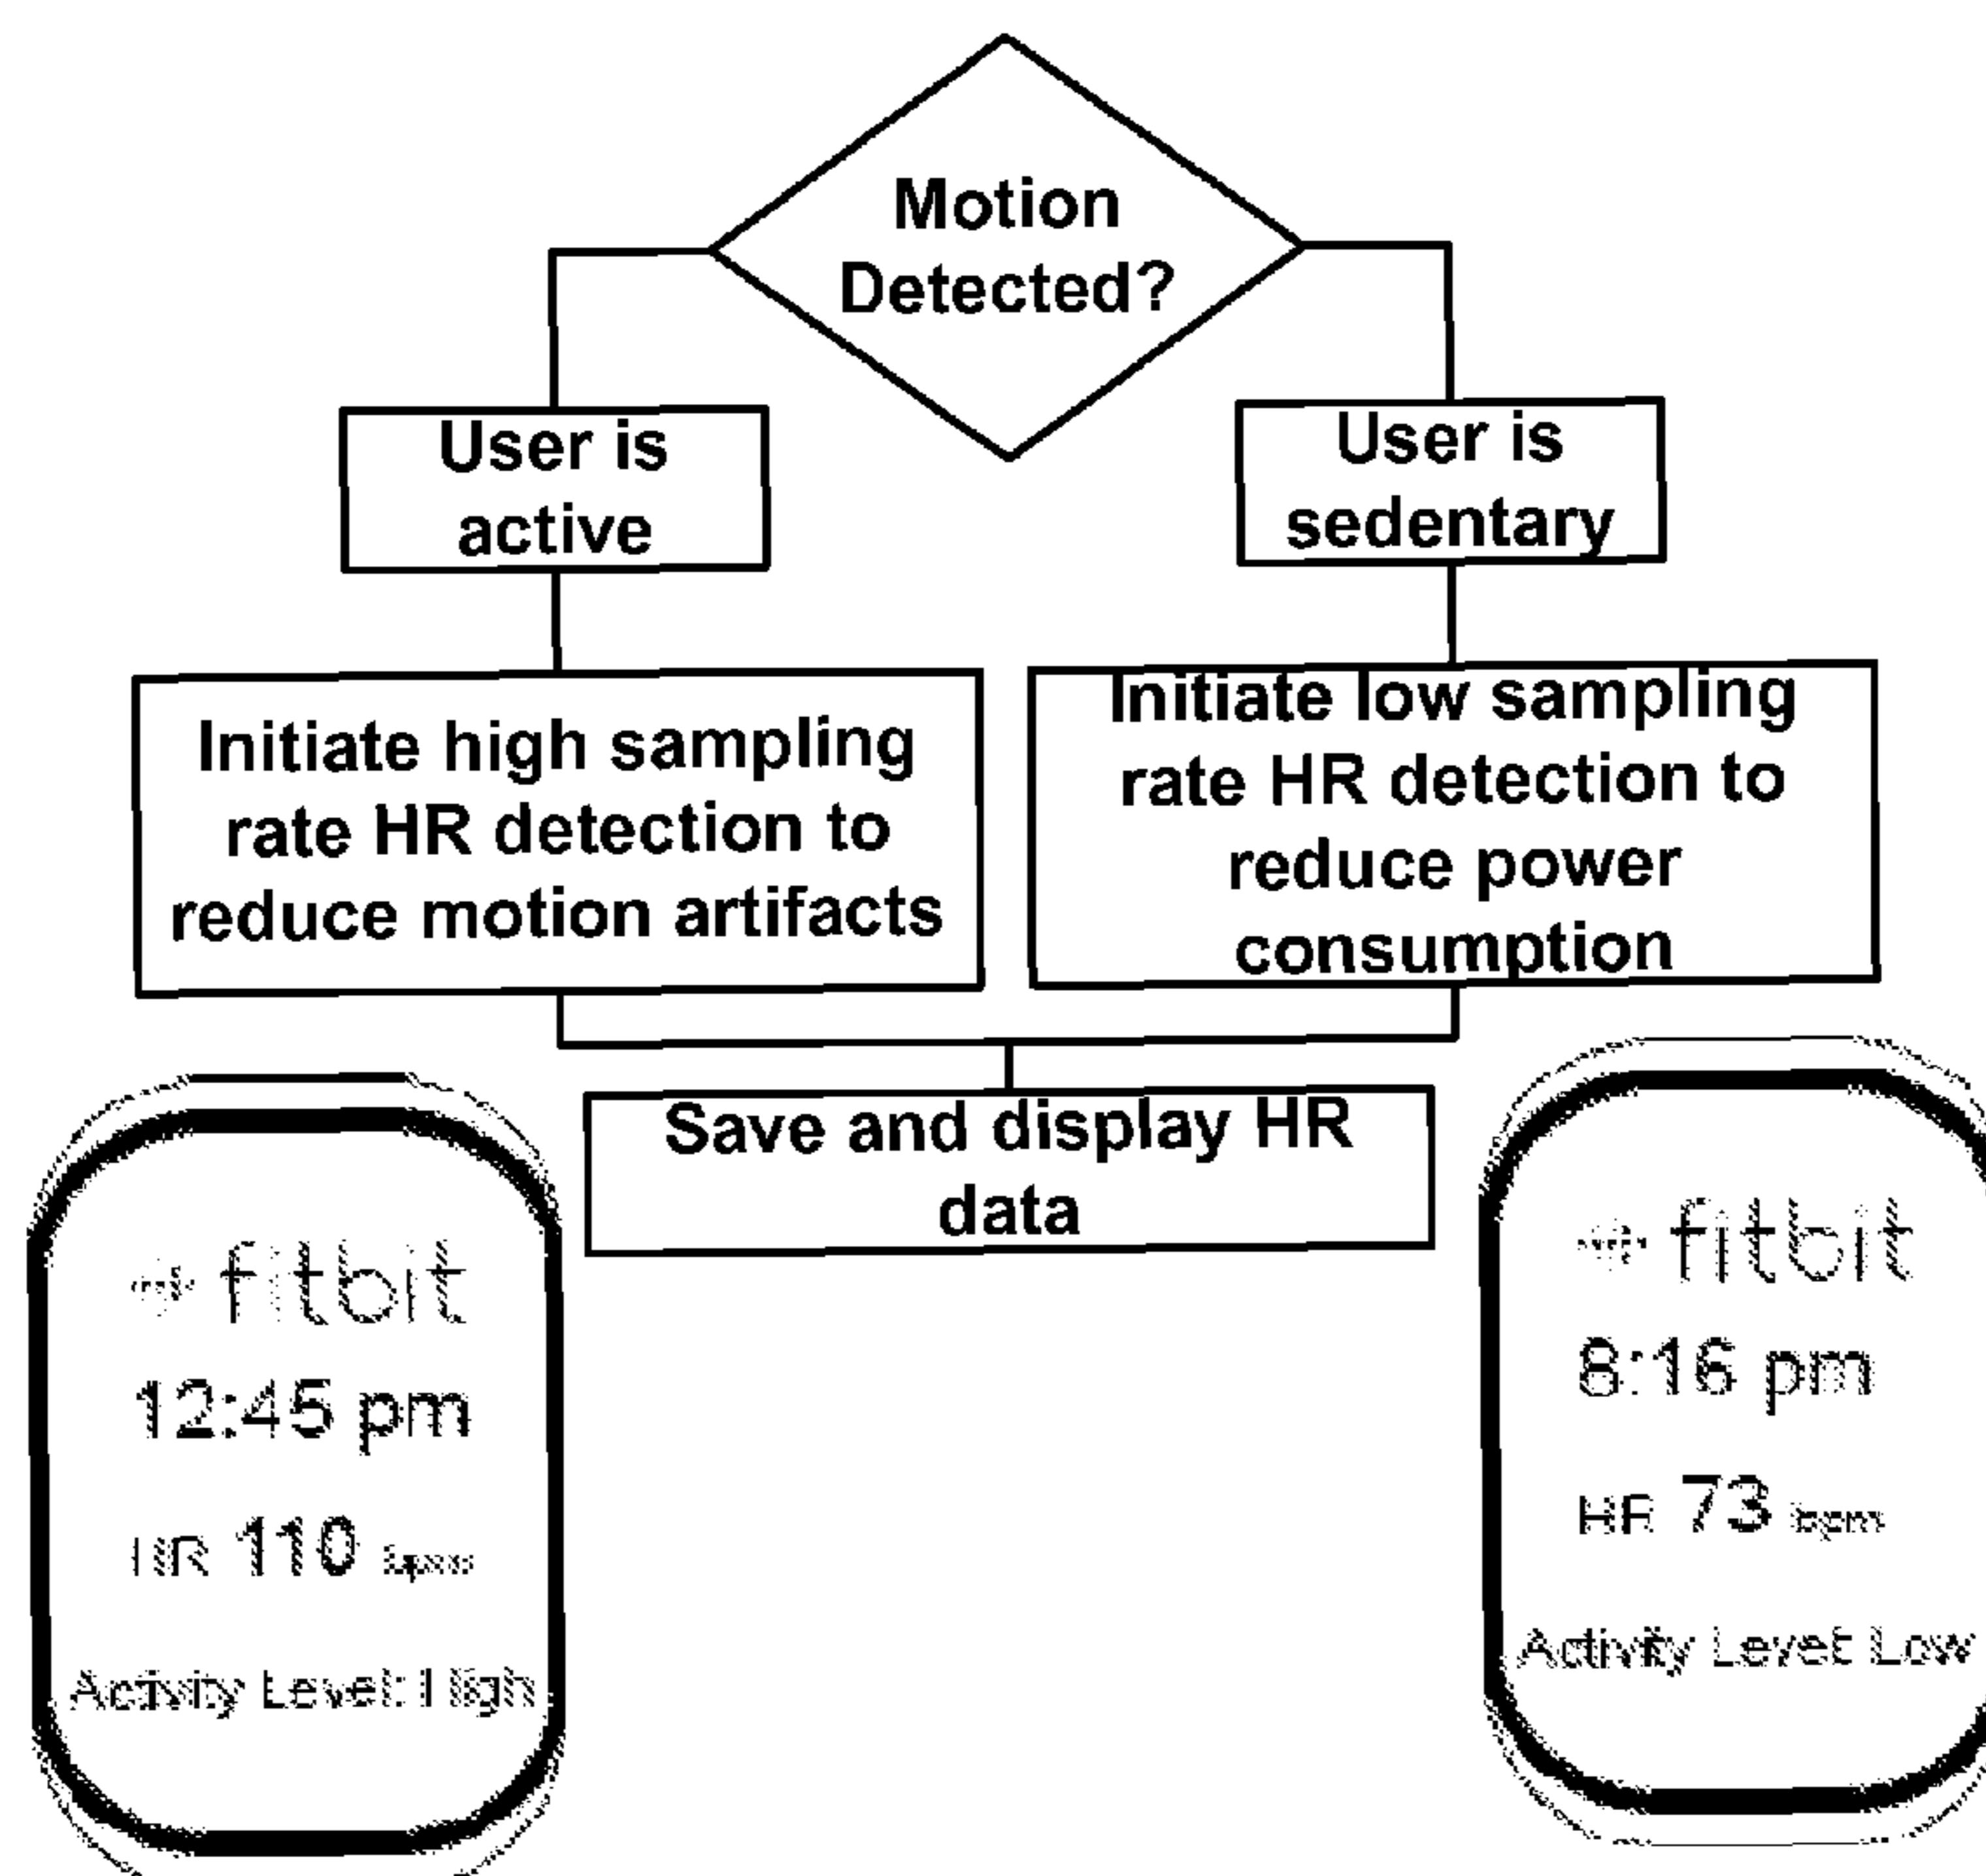 Motion
Detected?
User is
active
User is
sedentary
Initiate high sampling
rate HR detection to
reduce motion artifacts
Initiate low sampling
rate HR detection to
reduce power
consumption
Save and display HR
data
fitbit
12:45 pm
HR 110 bpm
Activity Level: High
fitbit
8:16 pm
HR 73 bpm
Activity Level: Low